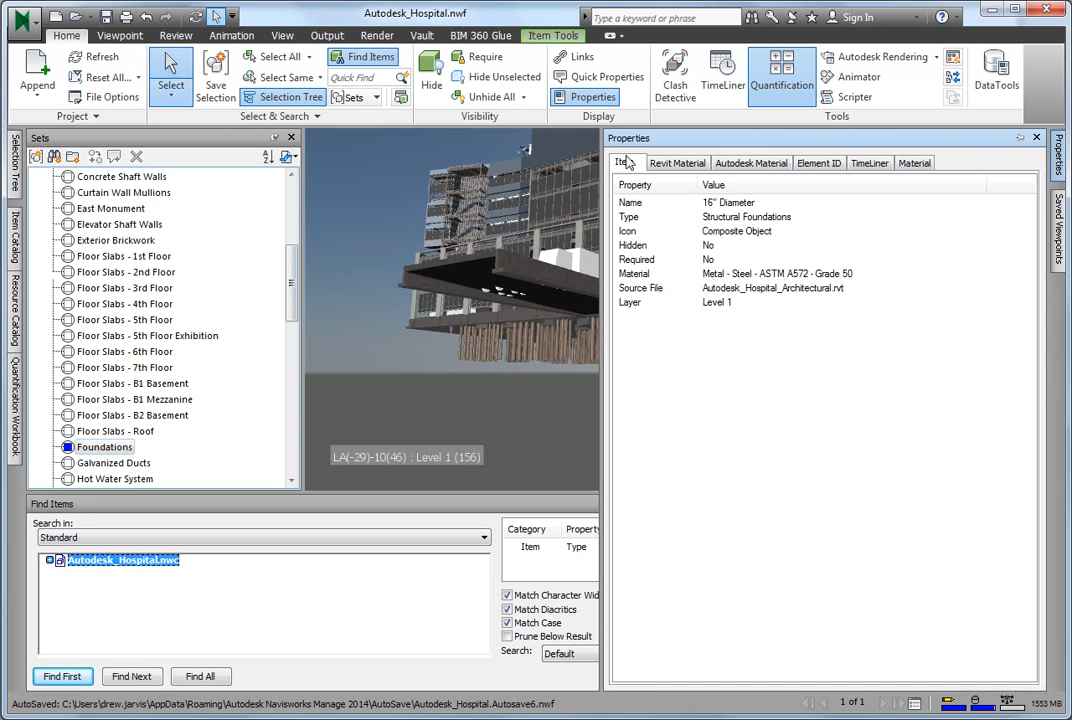 Autodesk_Hospital.nwf
Type a keyword or phrase
Sign In
Home Viewpoint Review Animation View Output Render Vault BIM 360 Glue Item Tools
Append
Refresh
Reset All...
File Options
Project
Select
Save Selection
Select All
Select Same
Selection Tree
Find Items
Quick Find
Sets
Select & Search
Hide
Require
Hide Unselected
Unhide All
Visibility
Links
Quick Properties
Properties
Display
Clash Detective
TimeLiner
Quantification
Autodesk Rendering
Animator
Scripter
DataTools
Tools
Selection Tree
Item Catalog
Resource Catalog
Quantification Workbook
Sets
Concrete Shaft Walls
Curtain Wall Mullions
East Monument
Elevator Shaft Walls
Exterior Brickwork
Floor Slabs - 1st Floor
Floor Slabs - 2nd Floor
Floor Slabs - 3rd Floor
Floor Slabs - 4th Floor
Floor Slabs - 5th Floor
Floor Slabs - 5th Floor Exhibition
Floor Slabs - 6th Floor
Floor Slabs - 7th Floor
Floor Slabs - B1 Basement
Floor Slabs - B1 Mezzanine
Floor Slabs - B2 Basement
Floor Slabs - Roof
Foundations
Galvanized Ducts
Hot Water System
LA(-29)-10(46) : Level 1 (156)
Properties
Revit Material Autodesk Material Element ID TimeLiner Material
Property Value
Name 16" Diameter
Type Structural Foundations
Icon Composite Object
Hidden No
Required No
Material Metal - Steel - ASTM A572 - Grade 50
Source File Autodesk_Hospital_Architectural.rvt
Layer Level 1
Properties
Saved Viewpoints
Find Items
Search in:
Standard
Autodesk_Hospital.nwc
Category Property
Item Type
Match Character Wid
Match Diacritics
Match Case
Prune Below Result
Search: Default
Find First Find Next Find All
AutoSaved: C:\Users\drew.jarvis\AppData\Roaming\Autodesk Navisworks Manage 2014\AutoSave\Autodesk_Hospital.Autosave6.nwf
1 of 1
1553 MB